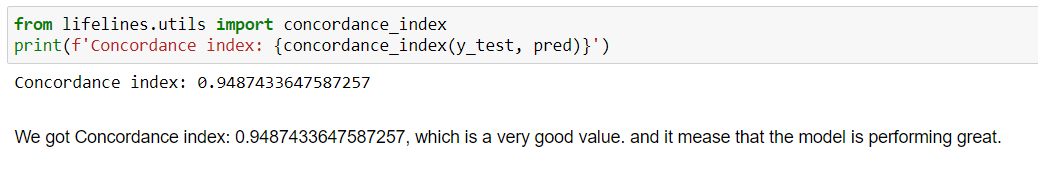 from lifelines.utils import concordance_index
print(f'Concordance index: {concordance_index(y_test, pred)}')
Concordance index: 0.9487433647587257
We got Concordance index: 0.9487433647587257, which is a very good value. and it mease that the model is performing great.